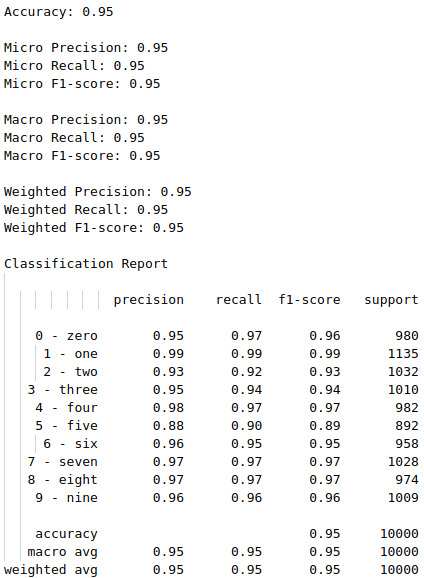 Accuracy: 0.95
Micro Precision: 0.95
Micro Recall: 0.95
Micro F1-score: 0.95
Macro Precision: 0.95
Macro Recall: 0.95
Macro F1-score: 0.95
Weighted Precision: 0.95
Weighted Recall: 0.95
Weighted F1-score: 0.95
Classification Report
precision recall f1-score support
0 - zero 0.95 0.97 0.96 980
1 - one 0.99 0.99 0.99 1135
2 - two 0.93 0.92 0.93 1032
3 - three 0.95 0.94 0.94 1010
4 - four 0.98 0.97 0.97 982
5 - five 0.88 0.90 0.89 892
6 - six 0.96 0.95 0.95 958
7 - seven 0.97 0.97 0.97 1028
8 - eight 0.97 0.97 0.97 974
9 - nine 0.96 0.96 0.96 1009
accuracy 0.95 10000
macro avg 0.95 0.95 0.95 10000
weighted avg 0.95 0.95 0.95 10000